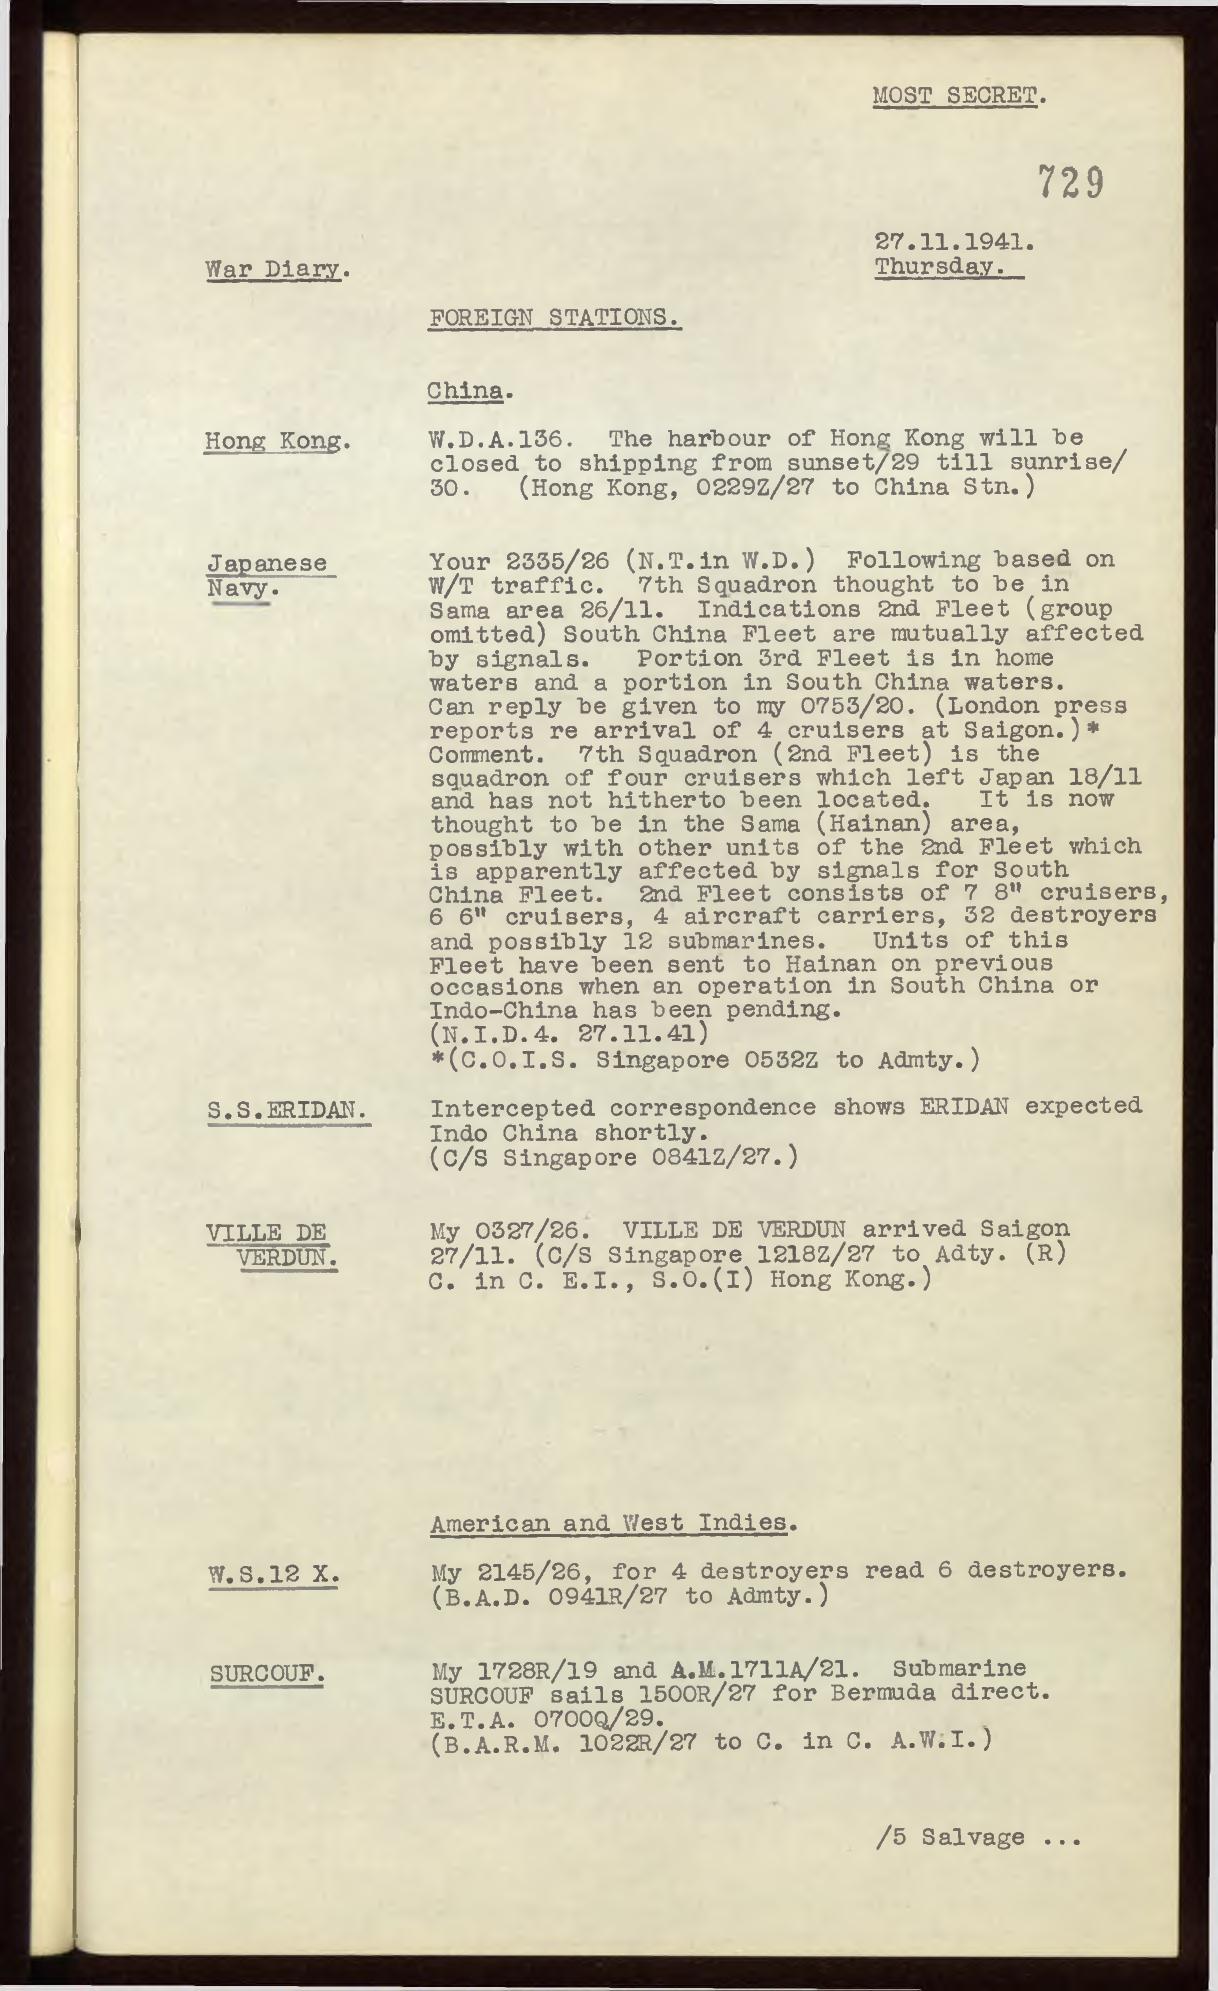 MOST SECRET.
729
27.11.1941.
War Diary.
Thursday.
FOREIGN STATIONS.
China.
Hong Kong.
W.D.A.136. The harbour of Hong Kong will be
closed to shipping from sunset/29 till sunrise/
30. (Hong Kong, 0229Z/27 to China Stn.)
Japanese
Navy.
Your 2335/26 (N.T.in W.D.) Following based on
W/T traffic. 7th Squadron thought to be in
Sama area 26/11. Indications 2nd Fleet (group
omitted) South China Fleet are mutually affected
by signals. Portion 3rd Fleet is in home
waters and a portion in South China waters.
Can reply be given to my 0753/20. (London press
reports re arrival of 4 cruisers at Saigon.)*
Comment. 7th Squadron (2nd Fleet) is the
squadron of four cruisers which left Japan 18/11
and has not hitherto been located. It is now
thought to be in the Sama (Hainan) area,
possibly with other units of the 2nd Fleet which
is apparently affected by signals for South
China Fleet. 2nd Fleet consists of 7 8" cruisers,
6 6" cruisers, 4 aircraft carriers, 32 destroyers
and possibly 12 submarines. Units of this
Fleet have been sent to Hainan on previous
occasions when an operation in South China or
Indo-China has been pending.
(N.I.D.4. 27.11.41)
*(C.O.I.S. Singapore 0532Z to Admty.)
S.S.ERIDAN.
Intercepted correspondence shows ERIDAN expected
Indo China shortly.
(C/S Singapore 0841Z/27.)
VILLE DE
VERDUN.
My 0327/26. VILLE DE VERDUN arrived Saigon
27/11. (C/S Singapore 1218Z/27 to Adty. (R)
C. in C. E.I., S.O.(I) Hong Kong.)
American and West Indies.
W.S.12 X.
My 2145/26, for 4 destroyers read 6 destroyers.
(B.A.D. 0941R/27 to Admty.)
SURCOUF.
My 1728R/19 and A.M.1711A/21. Submarine
SURCOUF sails 1500R/27 for Bermuda direct.
E.T.A. 0700Q/29.
(B.A.R.M. 1022R/27 to C. in C. A.W.I.)
/5 Salvage ...